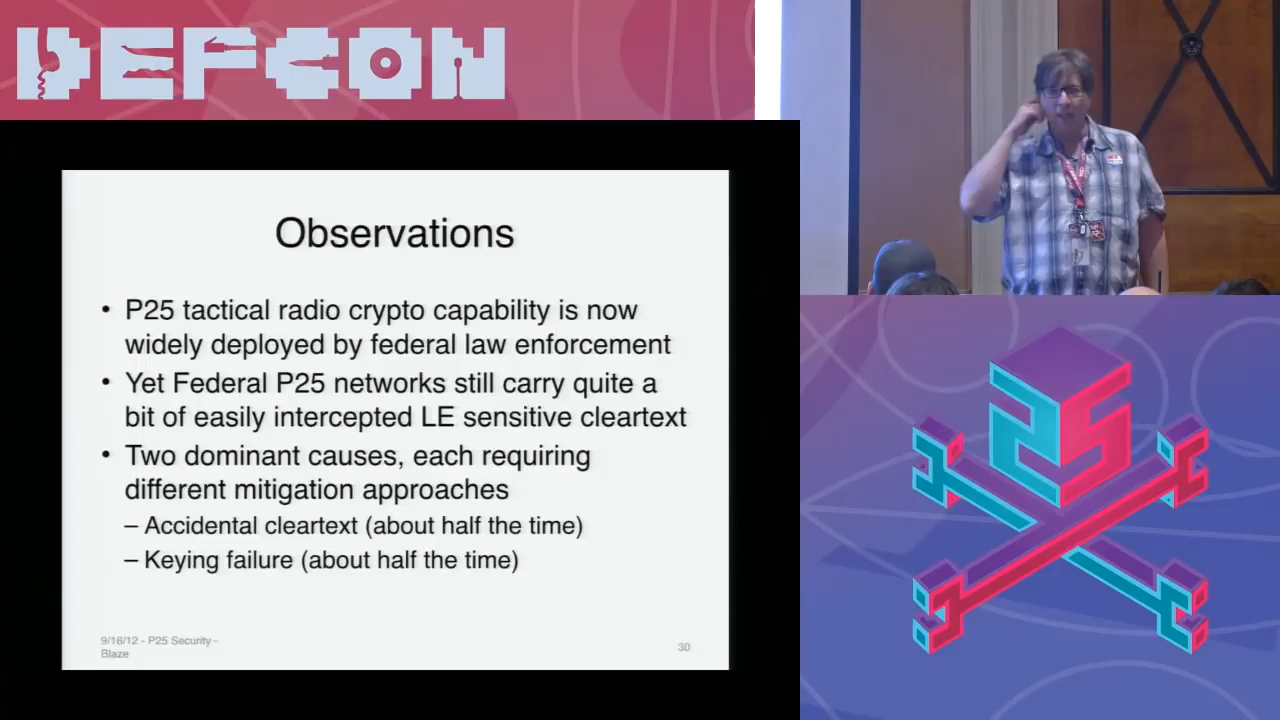 DEFCON
Observations
• P25 tactical radio crypto capability is now
widely deployed by federal law enforcement
• Yet Federal P25 networks still carry quite a
bit of easily intercepted LE sensitive cleartext
• Two dominant causes, each requiring
different mitigation approaches
– Accidental cleartext (about half the time)
– Keying failure (about half the time)
9/16/12 - P25 Security -
Blaze
30
25